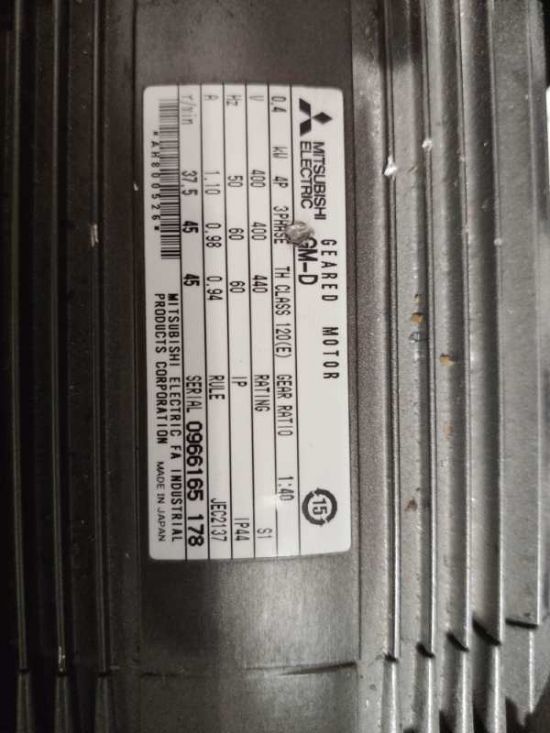 MITSUBISHI ELECTRIC GEARED MOTOR
GM-D
0.4 kW 4P 3PHASE TH CLASS 120(E) GEAR RATIO 1:40
V 400 400 440 RATING S1
Hz 50 60 60 IP IP44
A 1.10 0.98 0.94 RULE JEC2137
r/min 37.5 45 45 SERIAL 0966165 178
*AH800526*
MITSUBISHI ELECTRIC FA INDUSTRIAL
PRODUCTS CORPORATION MADE IN JAPAN
15